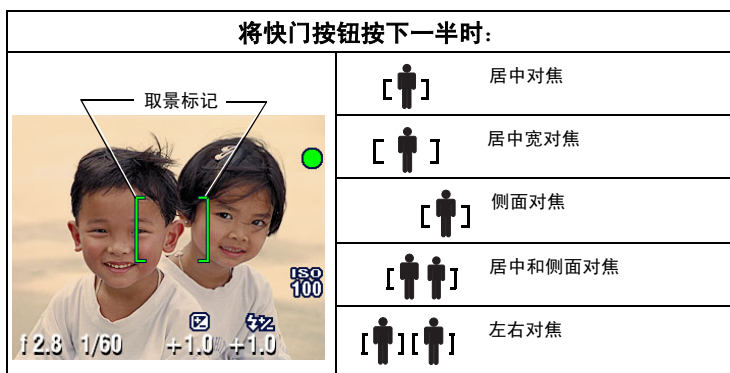 将快门按钮按下一半时:
取景标记
ISO
100
f 2.8 1/60 +1.0 +1.0
居中对焦
居中宽对焦
侧面对焦
居中和侧面对焦
左右对焦